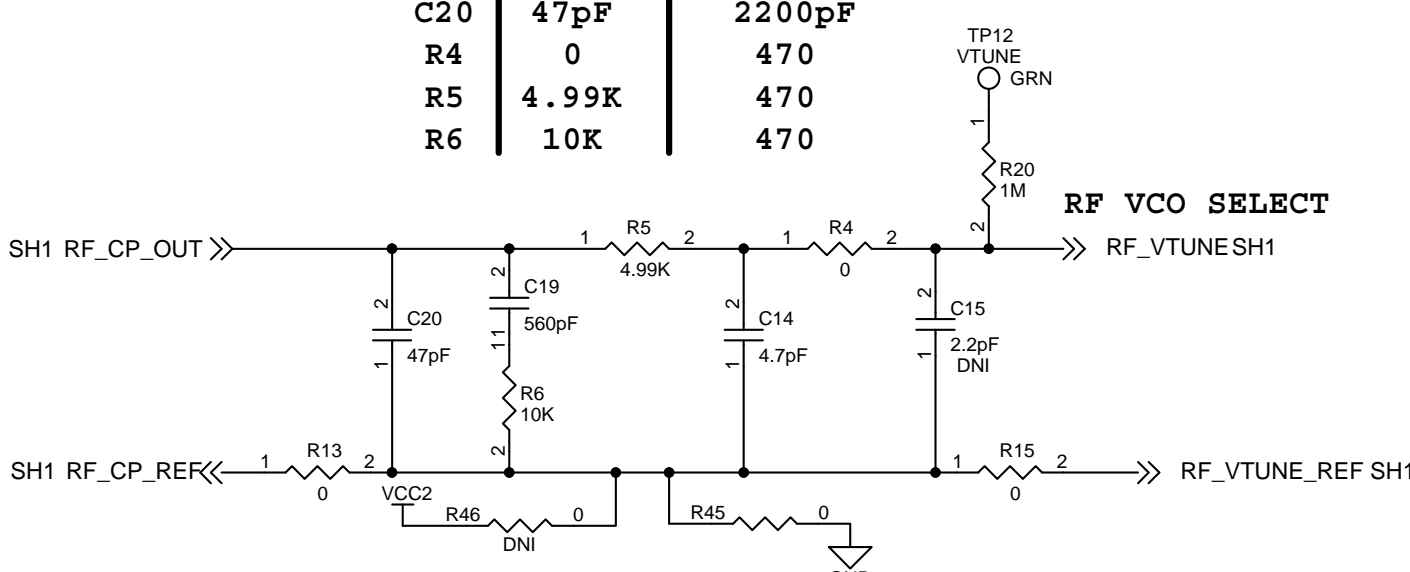 C20 47pF 2200pF
R4 0 470
R5 4.99K 470
R6 10K 470
TP12
VTUNE
GRN
1
R20
1M
2
RF VCO SELECT
SH1 RF_CP_OUT
1 R5 2
4.99K
1 R4 2
0
RF_VTUNE SH1
2
C20
47pF
1
2
C19
560pF
1
1
R6
10K
2
2
C14
4.7pF
1
2
C15
2.2pF
DNI
1
SH1 RF_CP_REF
1 R13 2
0
VCC2
R46 0
DNI
R45 0
1 R15 2
0
RF_VTUNE_REF SH1